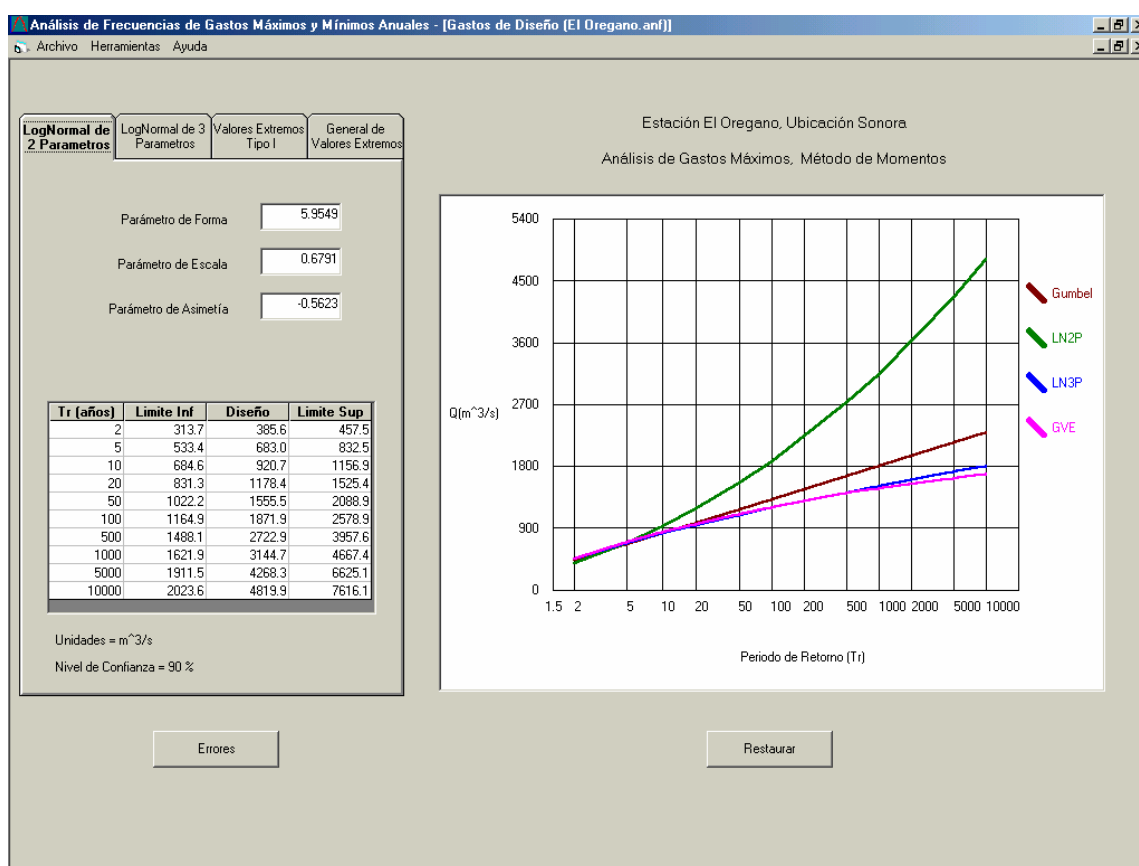 Análisis de Frecuencias de Gastos Máximos y Mínimos Anuales - [Gastos de Diseño (El Oregano.anf)]
Archivo Herramientas Ayuda
LogNormal de 2 Parametros
LogNormal de 3 Parametros
Valores Extremos Tipo I
General de Valores Extremos
Parámetro de Forma 5.9549
Parámetro de Escala 0.6791
Parámetro de Asimetía -0.5623
Tr (años) Limite Inf Diseño Limite Sup
2 313.7 385.6 457.5
5 533.4 683.0 832.5
10 684.6 920.7 1156.9
20 831.3 1178.4 1525.4
50 1022.2 1555.5 2088.9
100 1164.9 1871.9 2578.9
500 1488.1 2722.9 3957.6
1000 1621.9 3144.7 4667.4
5000 1911.5 4268.3 6625.1
10000 2023.6 4819.9 7616.1
Unidades = m^3/s
Nivel de Confianza = 90 %
Errores
Estación El Oregano, Ubicación Sonora
Análisis de Gastos Máximos, Método de Momentos
5400
4500
3600
2700
Q(m^3/s)
1800
900
0
1.5 2 5 10 20 50 100 200 500 1000 2000 5000 10000
Periodo de Retorno (Tr)
Gumbel
LN2P
LN3P
GVE
Restaurar